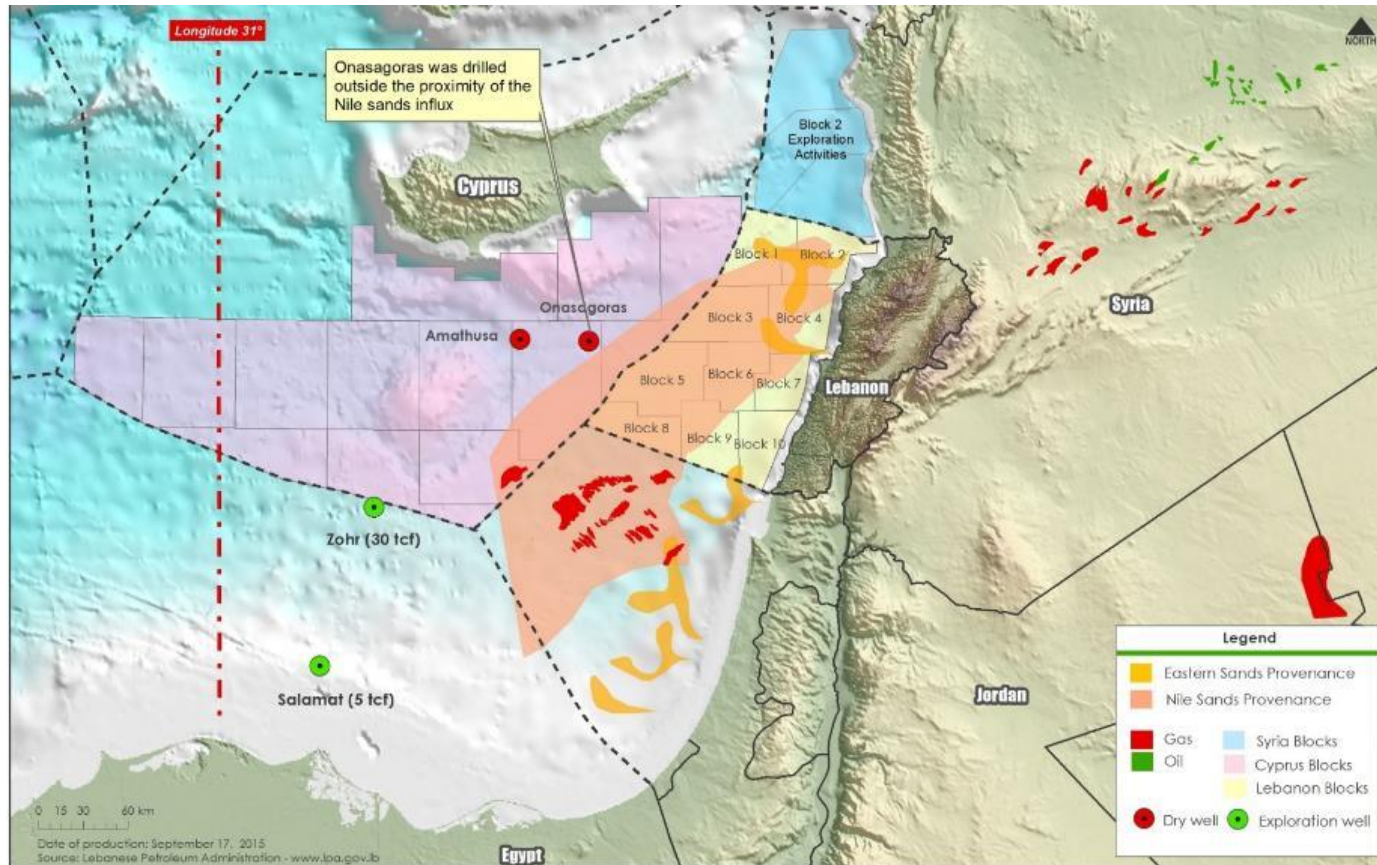 Longitude 31°
NORTH
Onasagoras was drilled
outside the proximity of the
Nile sands influx
Block 2
Exploration
Activities
Cyprus
Block 1
Block 2
Onasagoras
Amathusa
Block 3
Block 4
Syria
Block 5
Block 6
Block 7
Lebanon
Block 8
Block 9
Block 10
Zohr (30 tcf)
Salamat (5 tcf)
Jordan
Egypt
Legend
Eastern Sands Provenance
Nile Sands Provenance
Gas
Syria Blocks
Oil
Cyprus Blocks
Lebanon Blocks
Dry well
Exploration well
0 15 30 60 km
Date of production: September 17, 2015
Source: Lebanese Petroleum Administration - www.lpa.gov.lb